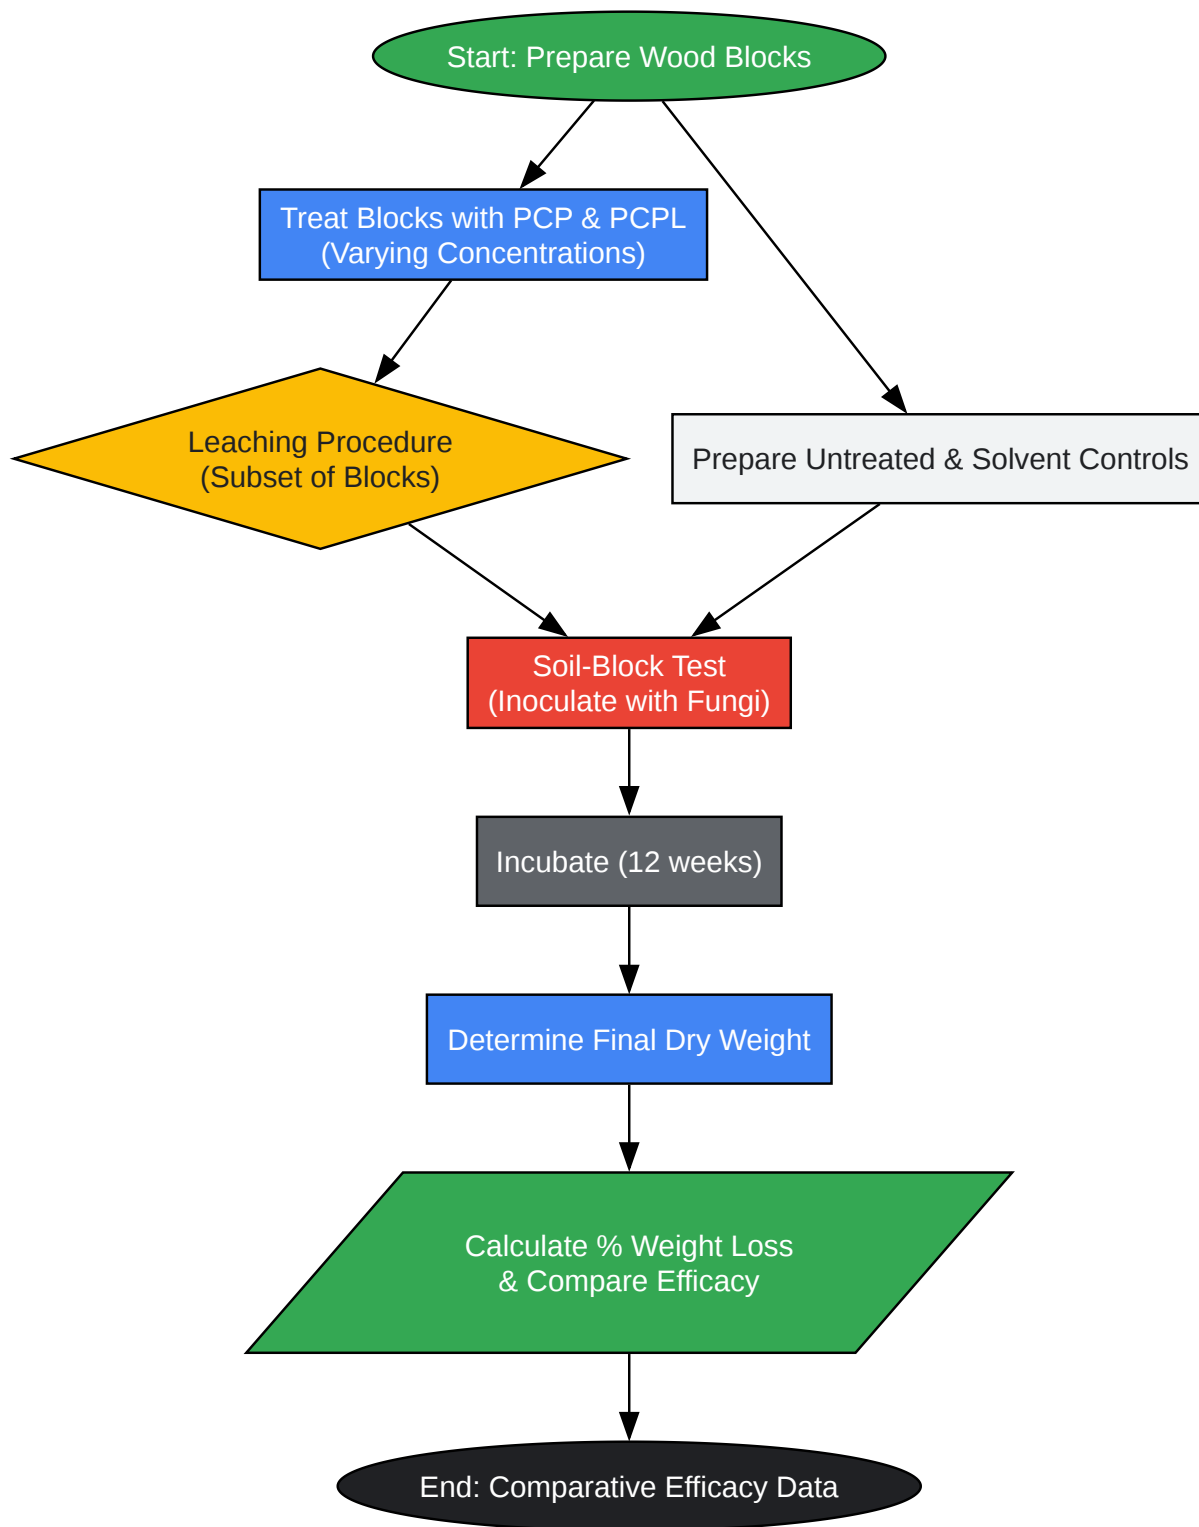 Start: Prepare Wood Blocks
Treat Blocks with PCP & PCPL
(Varying Concentrations)
Leaching Procedure
(Subset of Blocks)
Prepare Untreated & Solvent Controls
Soil-Block Test
(Inoculate with Fungi)
Incubate (12 weeks)
Determine Final Dry Weight
Calculate % Weight Loss
& Compare Efficacy
End: Comparative Efficacy Data